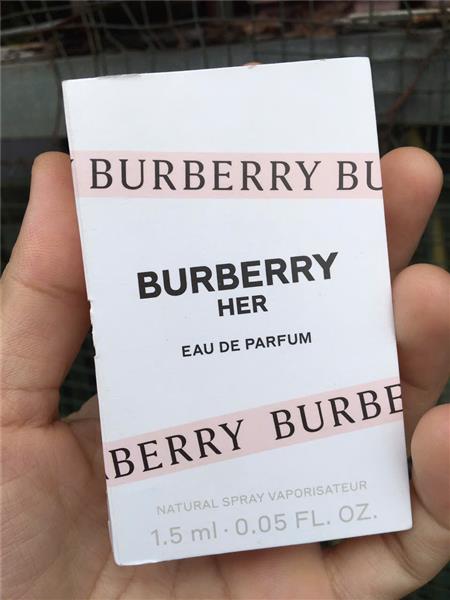 BURBERRY BU
BURBERRY
HER
EAU DE PARFUM
BERRY BURBE
NATURAL SPRAY VAPORISATEUR
1.5 ml · 0.05 FL. OZ.